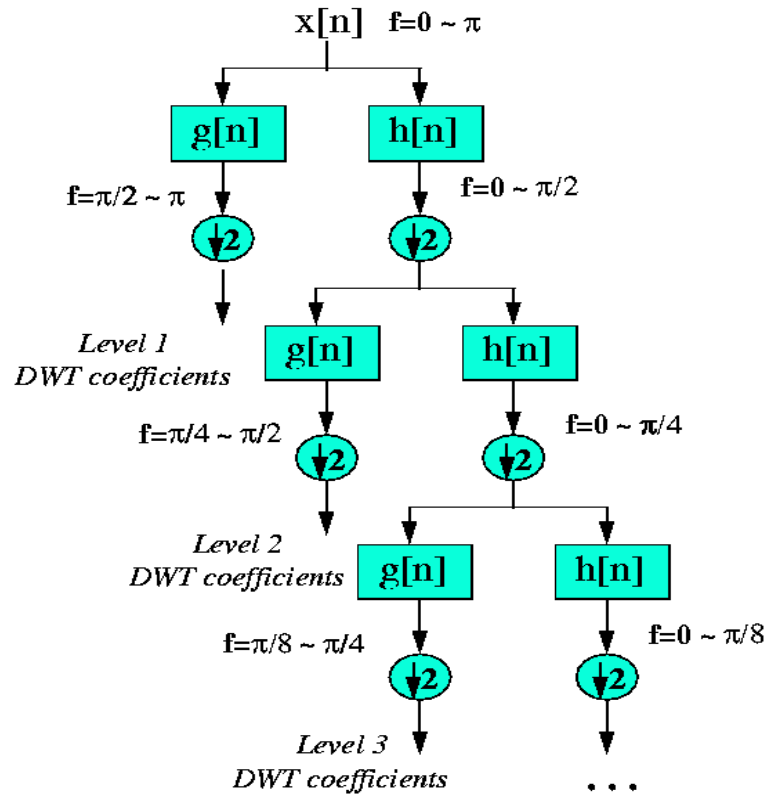 x[n] f=0 ~ π
g[n] h[n]
f=π/2 ~ π f=0 ~ π/2
↓2 ↓2
Level 1
DWT coefficients
g[n] h[n]
f=π/4 ~ π/2 f=0 ~ π/4
↓2 ↓2
Level 2
DWT coefficients
g[n] h[n]
f=π/8 ~ π/4 f=0 ~ π/8
↓2 ↓2
Level 3
DWT coefficients
...